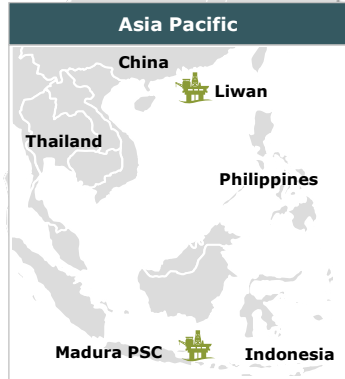 Asia Pacific
China
Liwan
Thailand
Philippines
Madura PSC
Indonesia